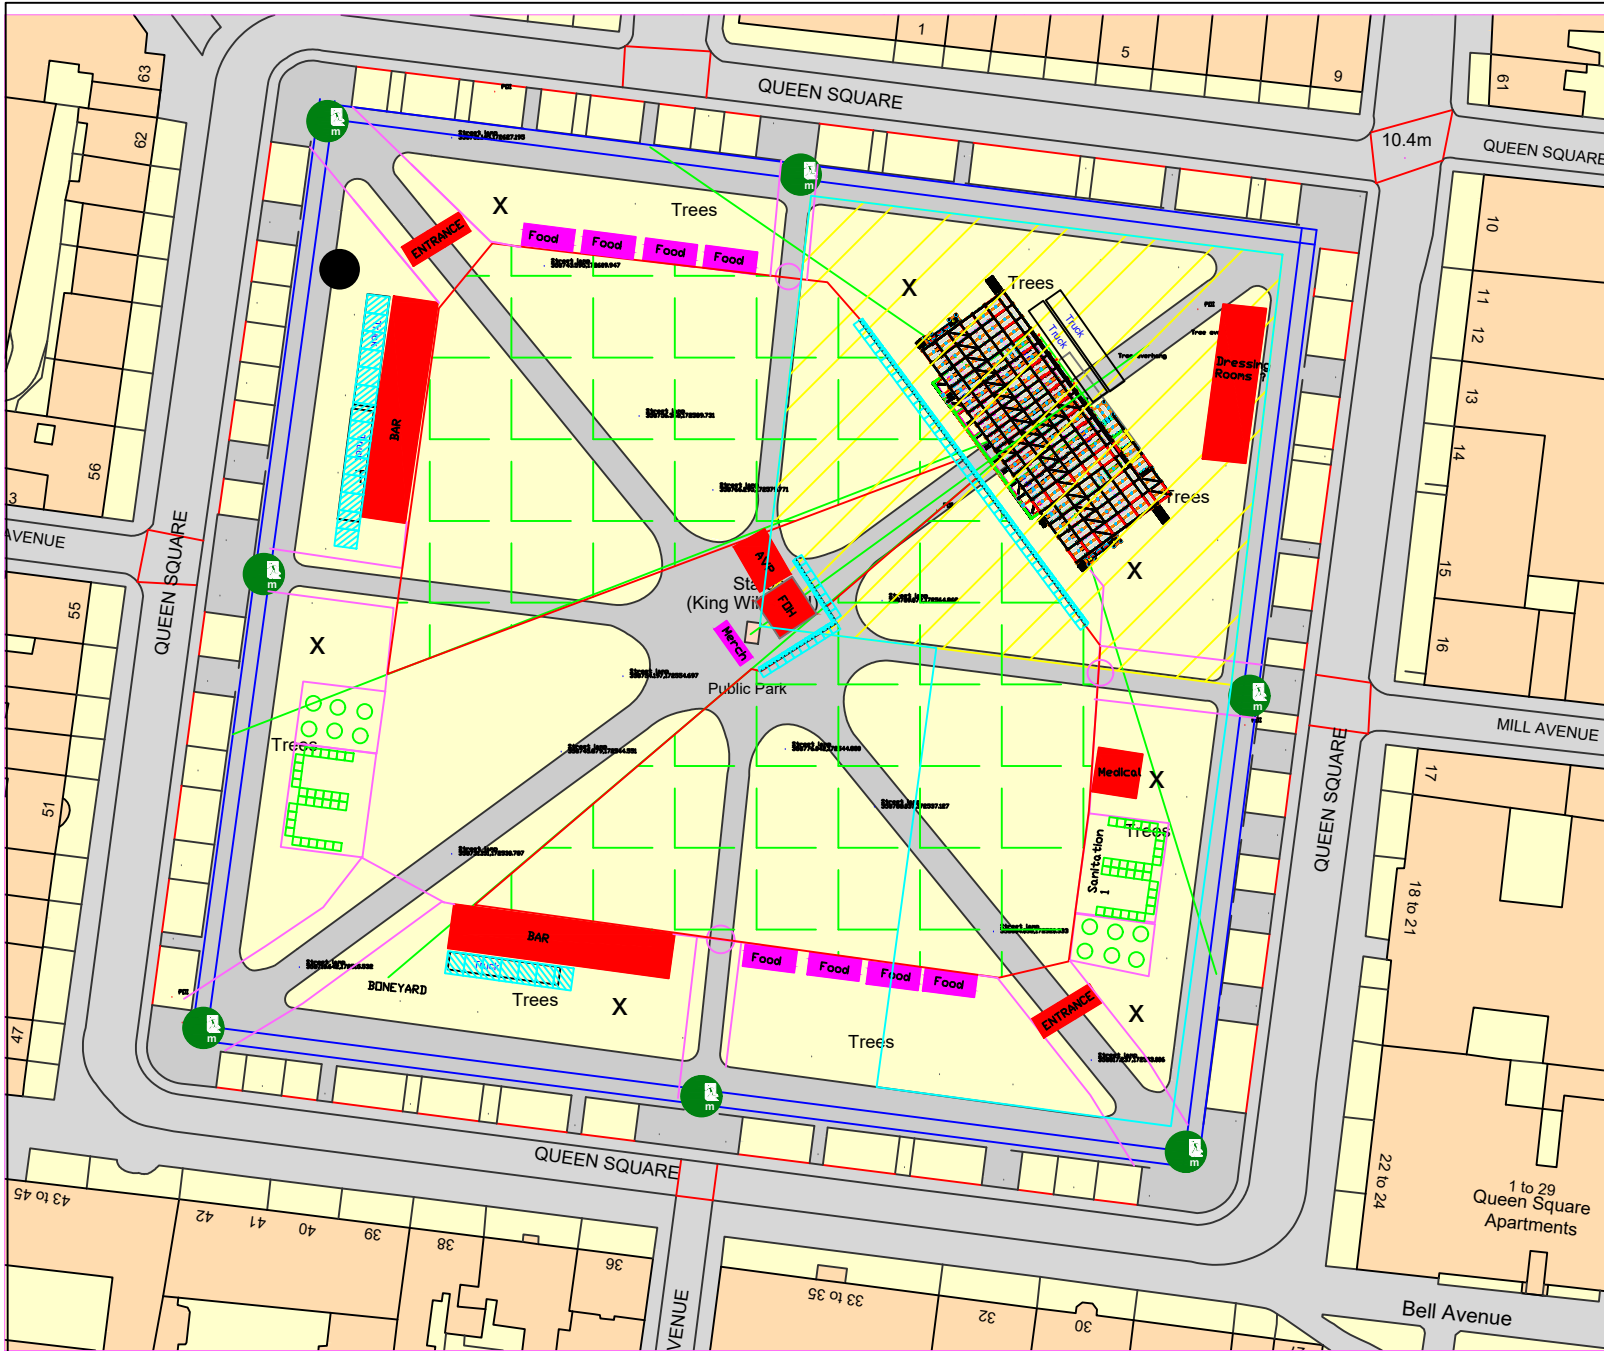 1
5
9
61
63
62
QUEEN SQUARE
10.4m
QUEEN SQUARE
X
Trees
ENTRANCE
Food
Food
Food
Food
X
Trees
Truck
Truck
Tree overhang
Dressing
Rooms
10
11
12
13
14
15
16
BAR
56
3
AVENUE
QUEEN SQUARE
55
51
47
Trees
X
FOH
Merch
Public Park
X
Trees
X
Medical
X
Trees
Sanitation
1
QUEEN SQUARE
MILL AVENUE
17
18 to 21
22 to 24
BAR
BONEYARD
Trees
X
Food
Food
Food
Food
ENTRANCE
X
Trees
QUEEN SQUARE
43 to 45
42
41
40
39
38
36
33 to 35
32
30
1 to 29
Queen Square
Apartments
Bell Avenue
m
m
m
m
m
m
m